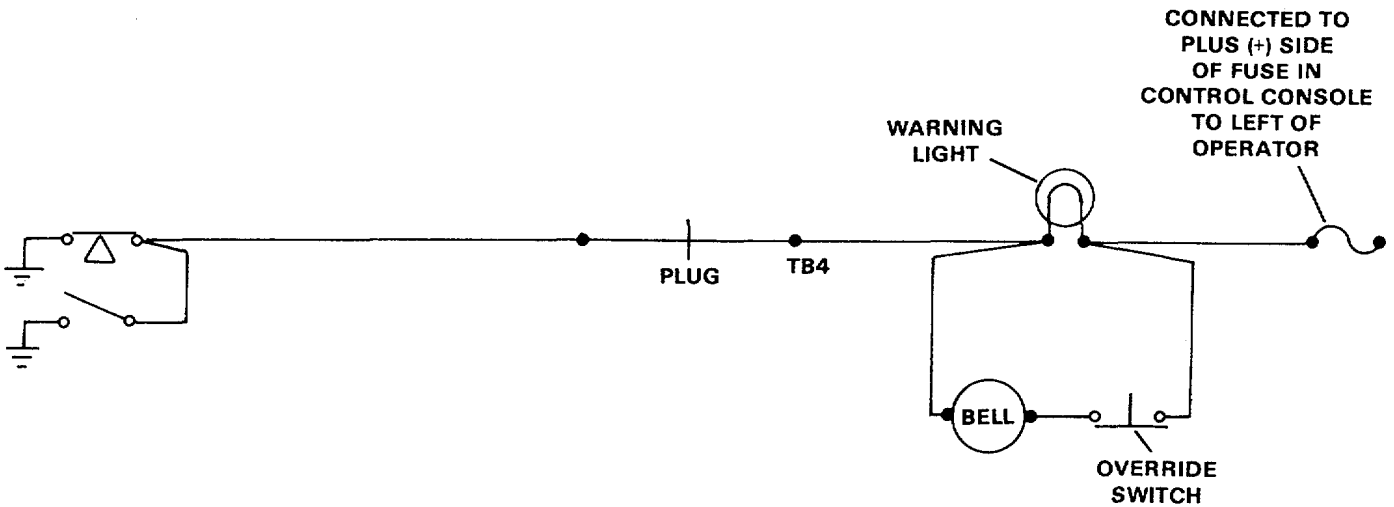 CONNECTED TO
PLUS (+) SIDE
OF FUSE IN
CONTROL CONSOLE
TO LEFT OF
OPERATOR
WARNING
LIGHT
PLUG
TB4
BELL
OVERRIDE
SWITCH